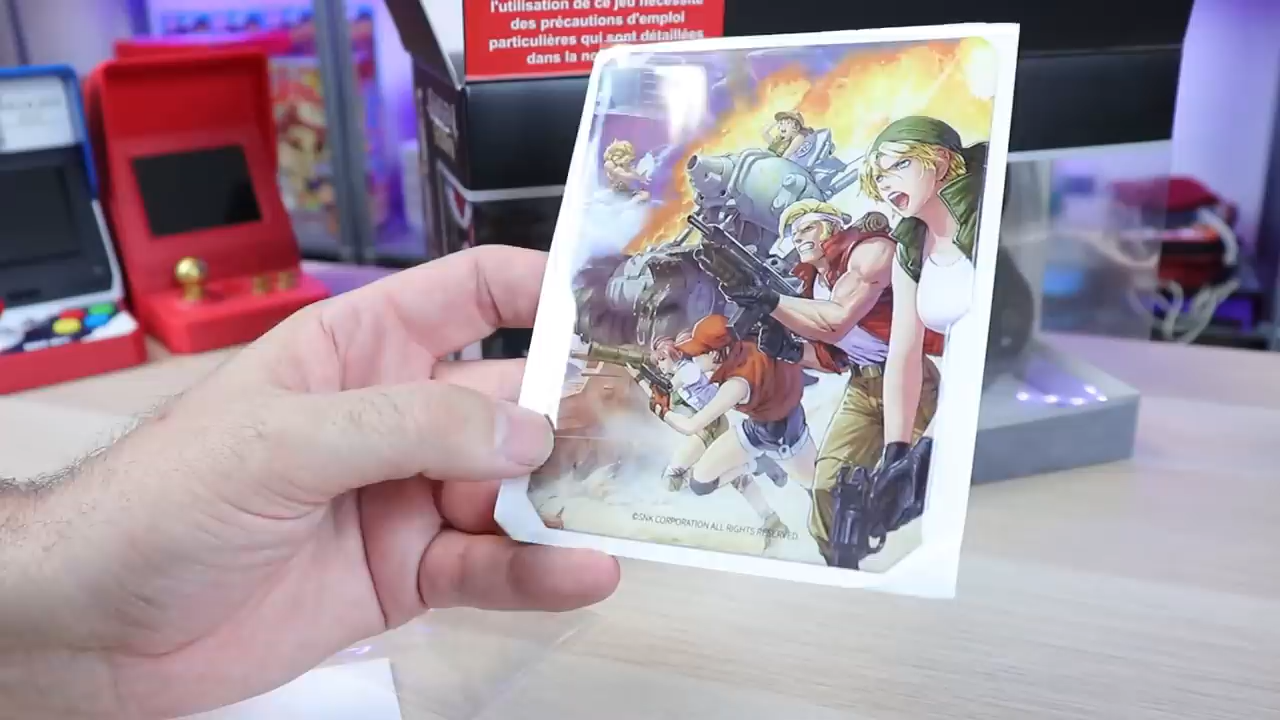 l'utilisation de ce jeu nécessite
des précautions d'emploi
particulières qui sont détaillées
dans la
©SNK CORPORATION ALL RIGHTS RESERVED